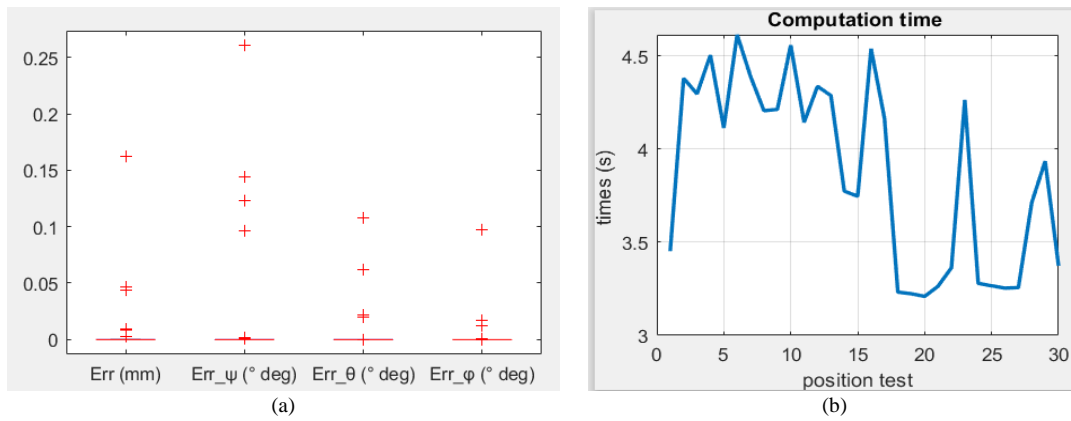 0.25
0.2
0.15
0.1
0.05
0
Err (mm) Err_ψ (° deg) Err_θ (° deg) Err_φ (° deg)
(a)
Computation time
4.5
4
3.5
3
times (s)
0 5 10 15 20 25 30
position test
(b)